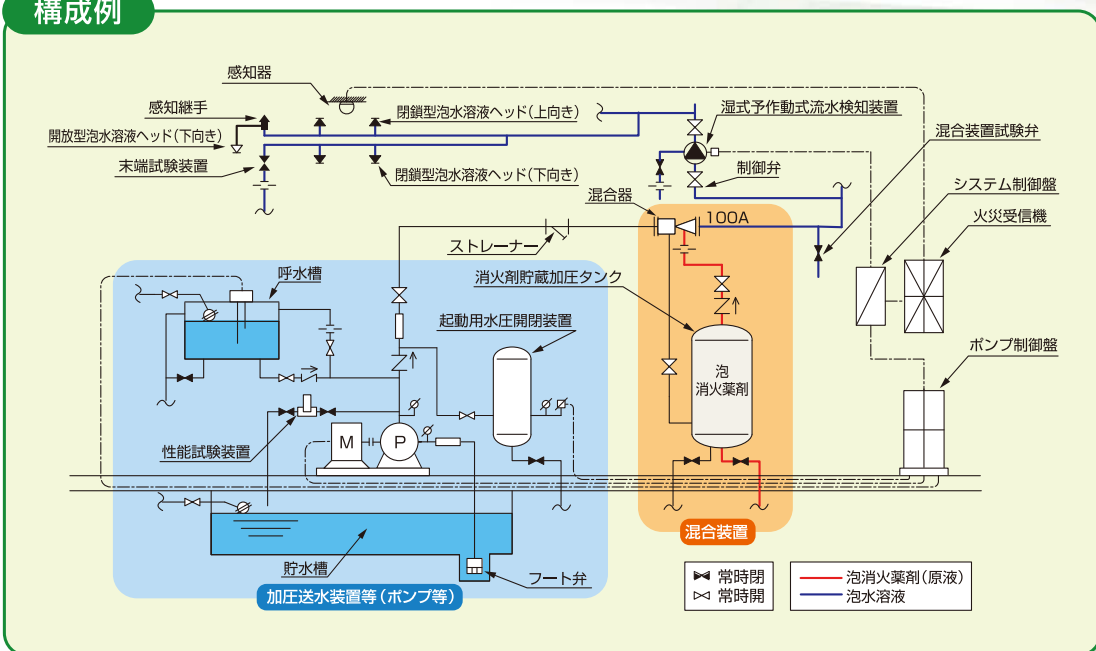 構成例
感知器
感知継手
開放型泡水溶液ヘッド(下向き)
末端試験装置
閉鎖型泡水溶液ヘッド(上向き)
閉鎖型泡水溶液ヘッド(下向き)
湿式予作動式流水検知装置
制御弁
混合装置試験弁
システム制御盤
火災受信機
混合器
100A
ストレーナー
消火剤貯蔵加圧タンク
呼水槽
起動用水圧開閉装置
ポンプ制御盤
泡
消火薬剤
性能試験装置
M
P
貯水槽
フート弁
加圧送水装置等(ポンプ等)
混合装置
常時閉
常時開
泡消火薬剤(原液)
泡水溶液